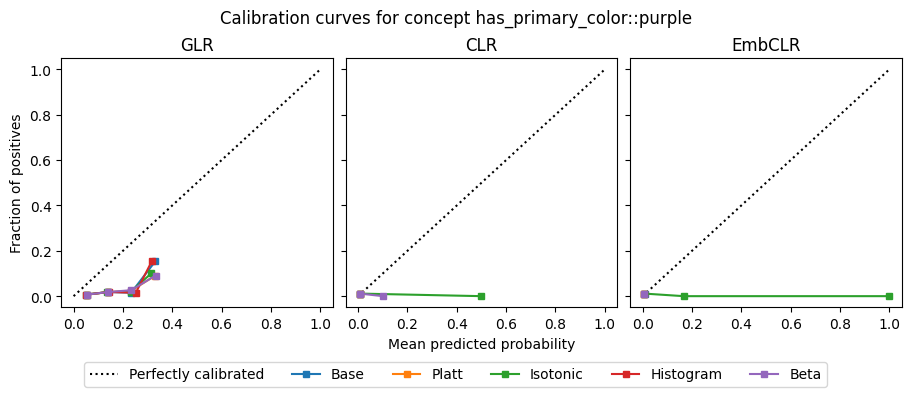 Calibration curves for concept has_primary_color::purple
GLR
CLR
EmbCLR
Fraction of positives
1.0
0.8
0.6
0.4
0.2
0.0
0.0 0.2 0.4 0.6 0.8 1.0
0.0 0.2 0.4 0.6 0.8 1.0
0.0 0.2 0.4 0.6 0.8 1.0
Mean predicted probability
Perfectly calibrated Base Platt Isotonic Histogram Beta